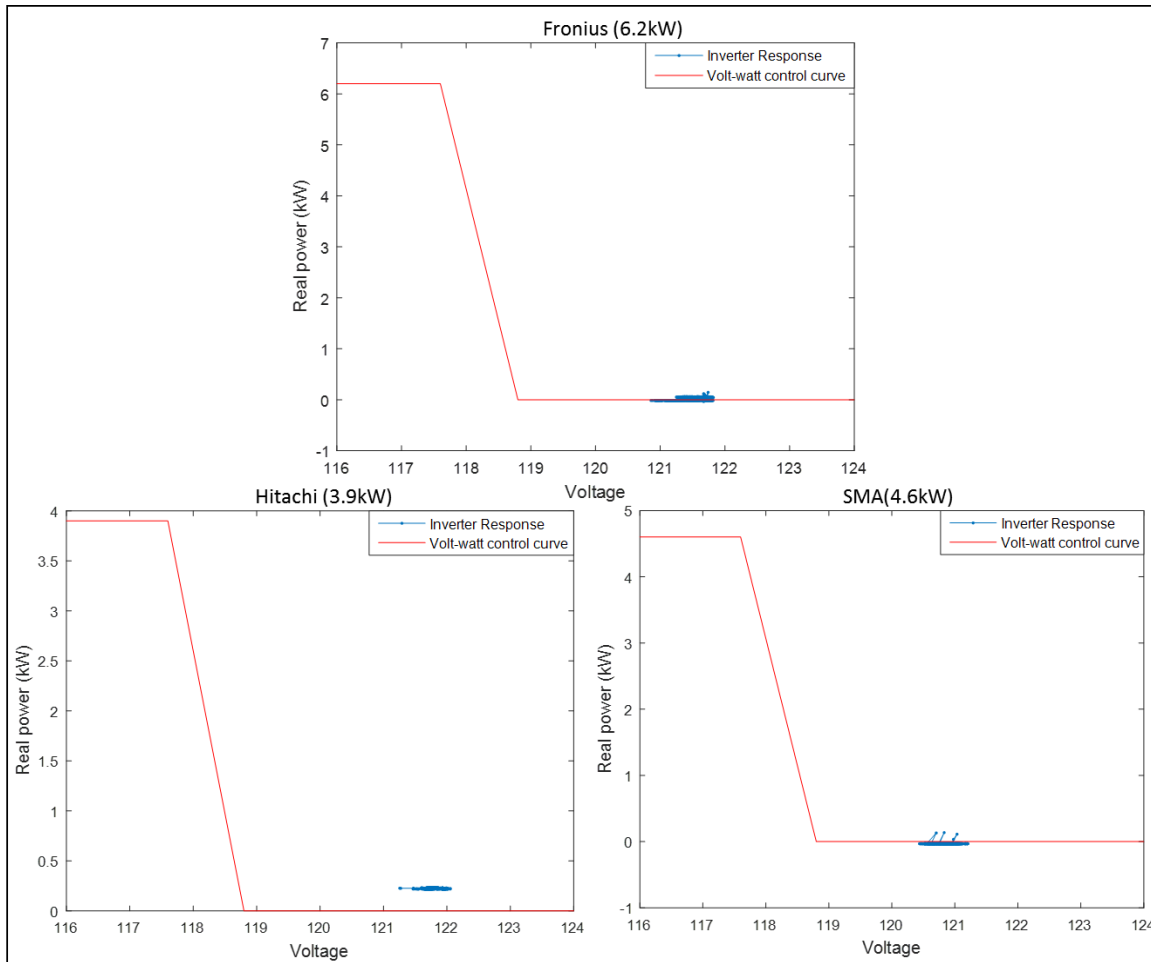 Fronius (6.2kW)
7
6
5
4
3
2
1
0
-1
Real power (kW)
Inverter Response
Volt-watt control curve
116 117 118 119 120 121 122 123 124
Voltage
Hitachi (3.9kW)
4
3.5
3
2.5
2
1.5
1
0.5
0
Real power (kW)
Inverter Response
Volt-watt control curve
116 117 118 119 120 121 122 123 124
Voltage
SMA(4.6kW)
5
4
3
2
1
0
-1
Real power (kW)
Inverter Response
Volt-watt control curve
116 117 118 119 120 121 122 123 124
Voltage